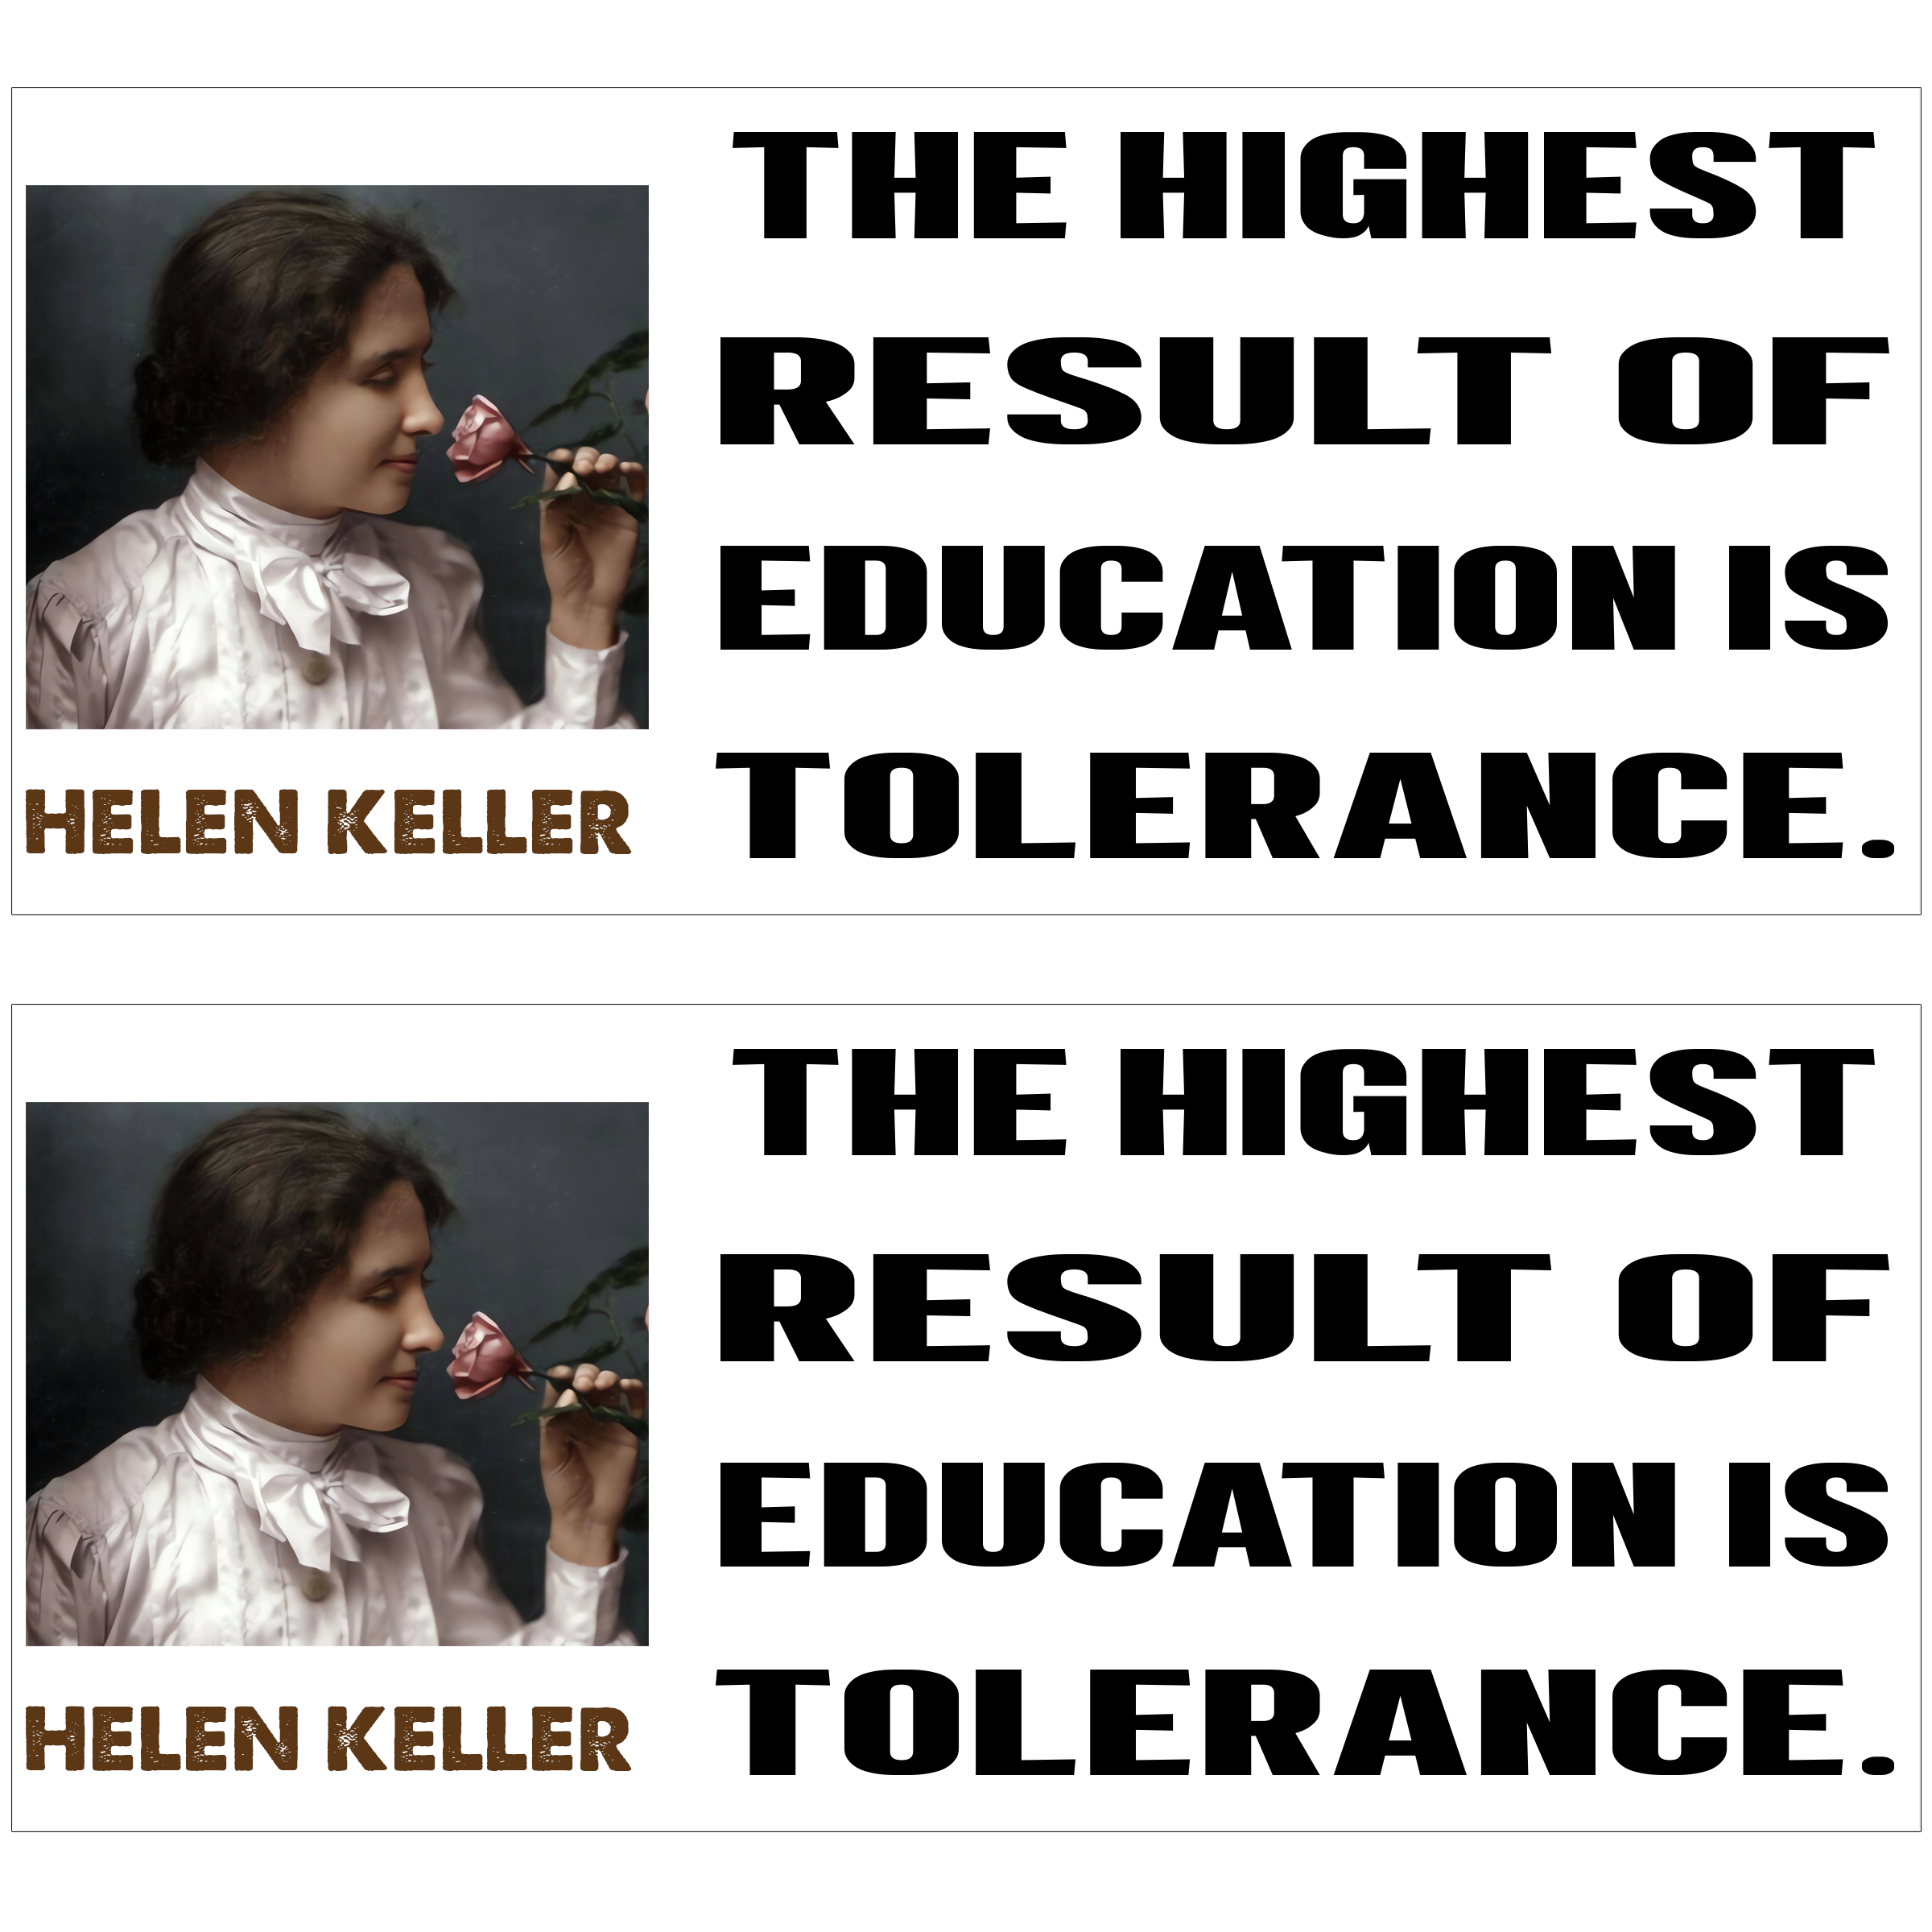 THE HIGHEST
RESULT OF
EDUCATION IS
TOLERANCE.
HELEN KELLER
THE HIGHEST
RESULT OF
EDUCATION IS
TOLERANCE.
HELEN KELLER